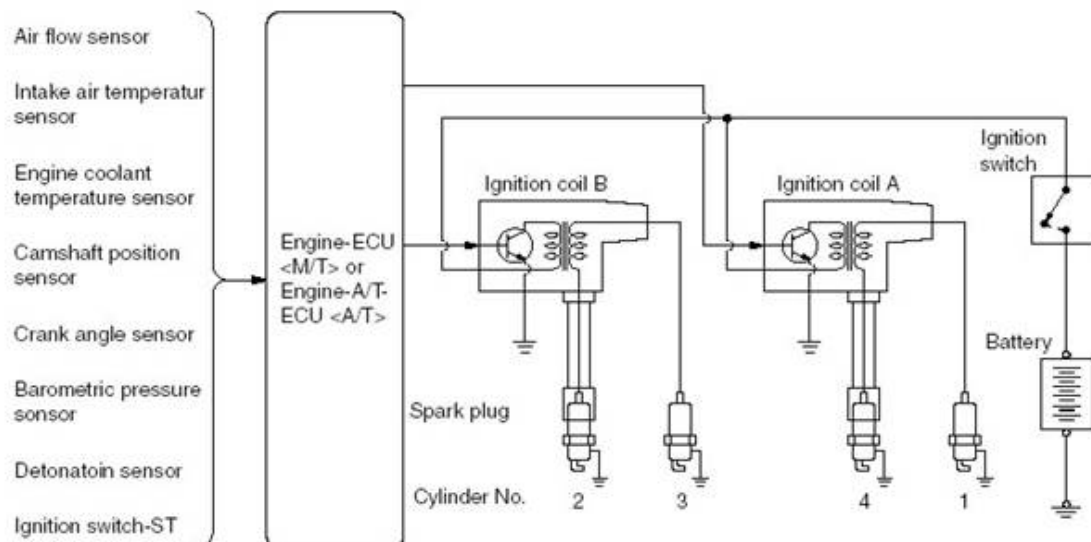 Air flow sensor
Intake air temperatur
sensor
Engine coolant
temperature sensor
Camshaft position
sensor
Crank angle sensor
Barometric pressure
sonsor
Detonatoin sensor
Ignition switch-ST
Engine-ECU
<M/T> or
Engine-A/T-
ECU <A/T>
Ignition coil B
Ignition coil A
Ignition
switch
Battery
Spark plug
Cylinder No.
2
3
4
1